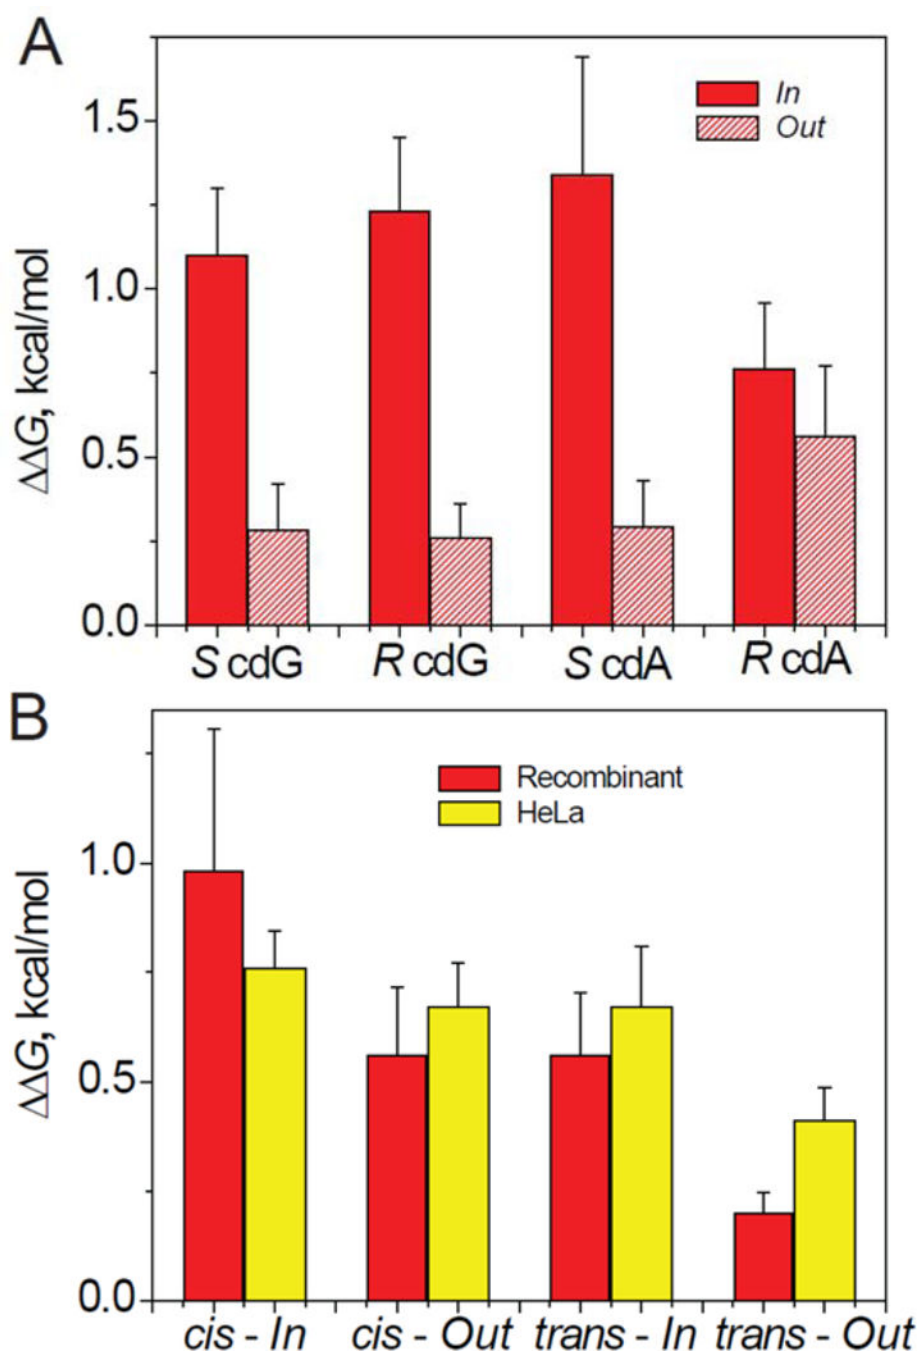 A
In
Out
1.5
1.0
0.5
0.0
ΔΔG, kcal/mol
S cdG R cdG S cdA R cdA
B
Recombinant
HeLa
1.0
0.5
0.0
ΔΔG, kcal/mol
cis - In cis - Out trans - In trans - Out